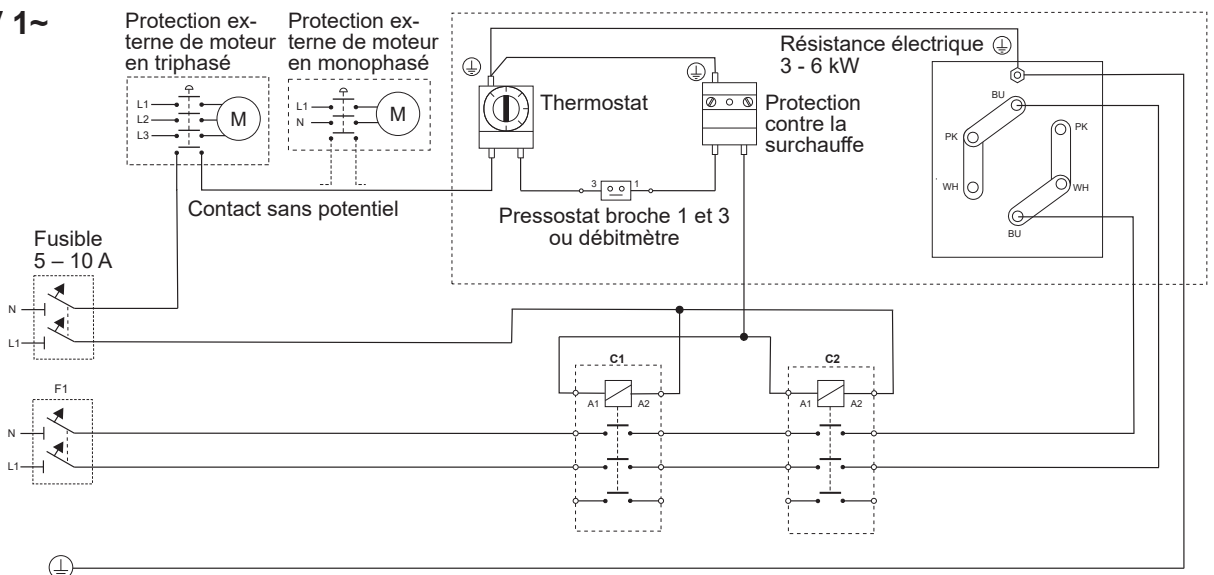 / 1~
Protection ex-
terne de moteur
en triphasé
Protection ex-
terne de moteur
en monophasé
L1
L2
L3
M
L1
N
M
Contact sans potentiel
Thermostat
Protection
contre la
surchauffe
3
1
Pressostat broche 1 et 3
ou débitmètre
Résistance électrique
3 - 6 kW
BU
PK
WH
PK
WH
BU
Fusible
5 – 10 A
N
L1
C1
A1
A2
C2
A1
A2
F1
N
L1